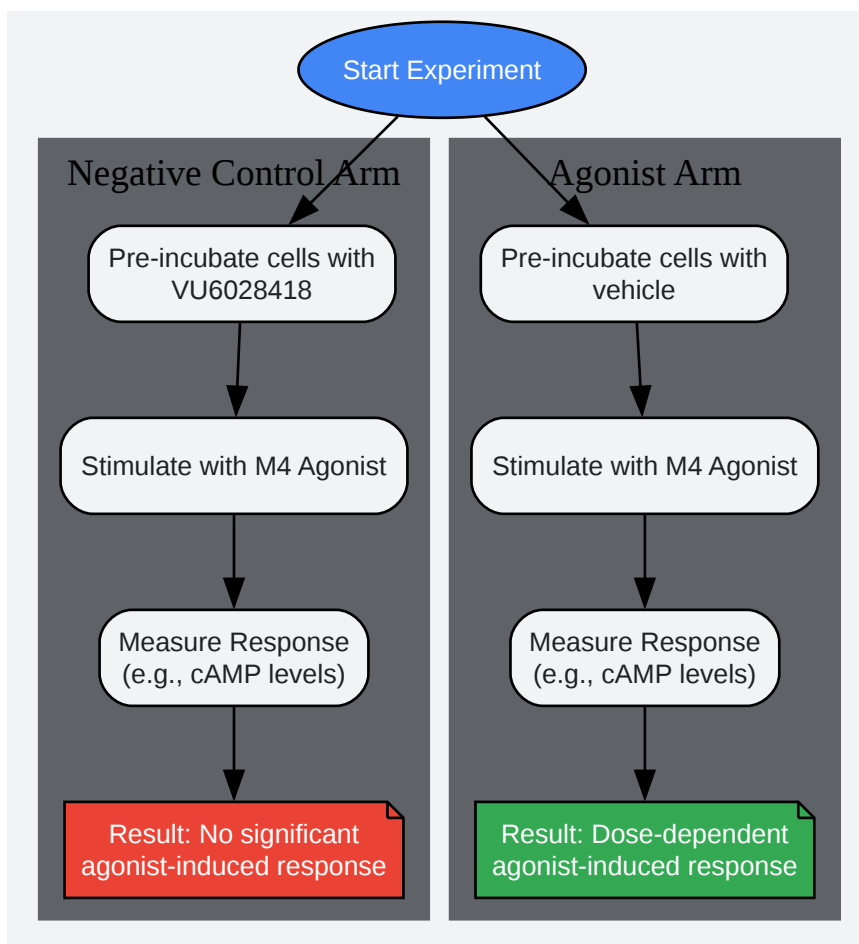 Start Experiment
Negative Control Arm
Pre-incubate cells with
VU6028418
Stimulate with M4 Agonist
Measure Response
(e.g., cAMP levels)
Result: No significant
agonist-induced response
Agonist Arm
Pre-incubate cells with
vehicle
Stimulate with M4 Agonist
Measure Response
(e.g., cAMP levels)
Result: Dose-dependent
agonist-induced response